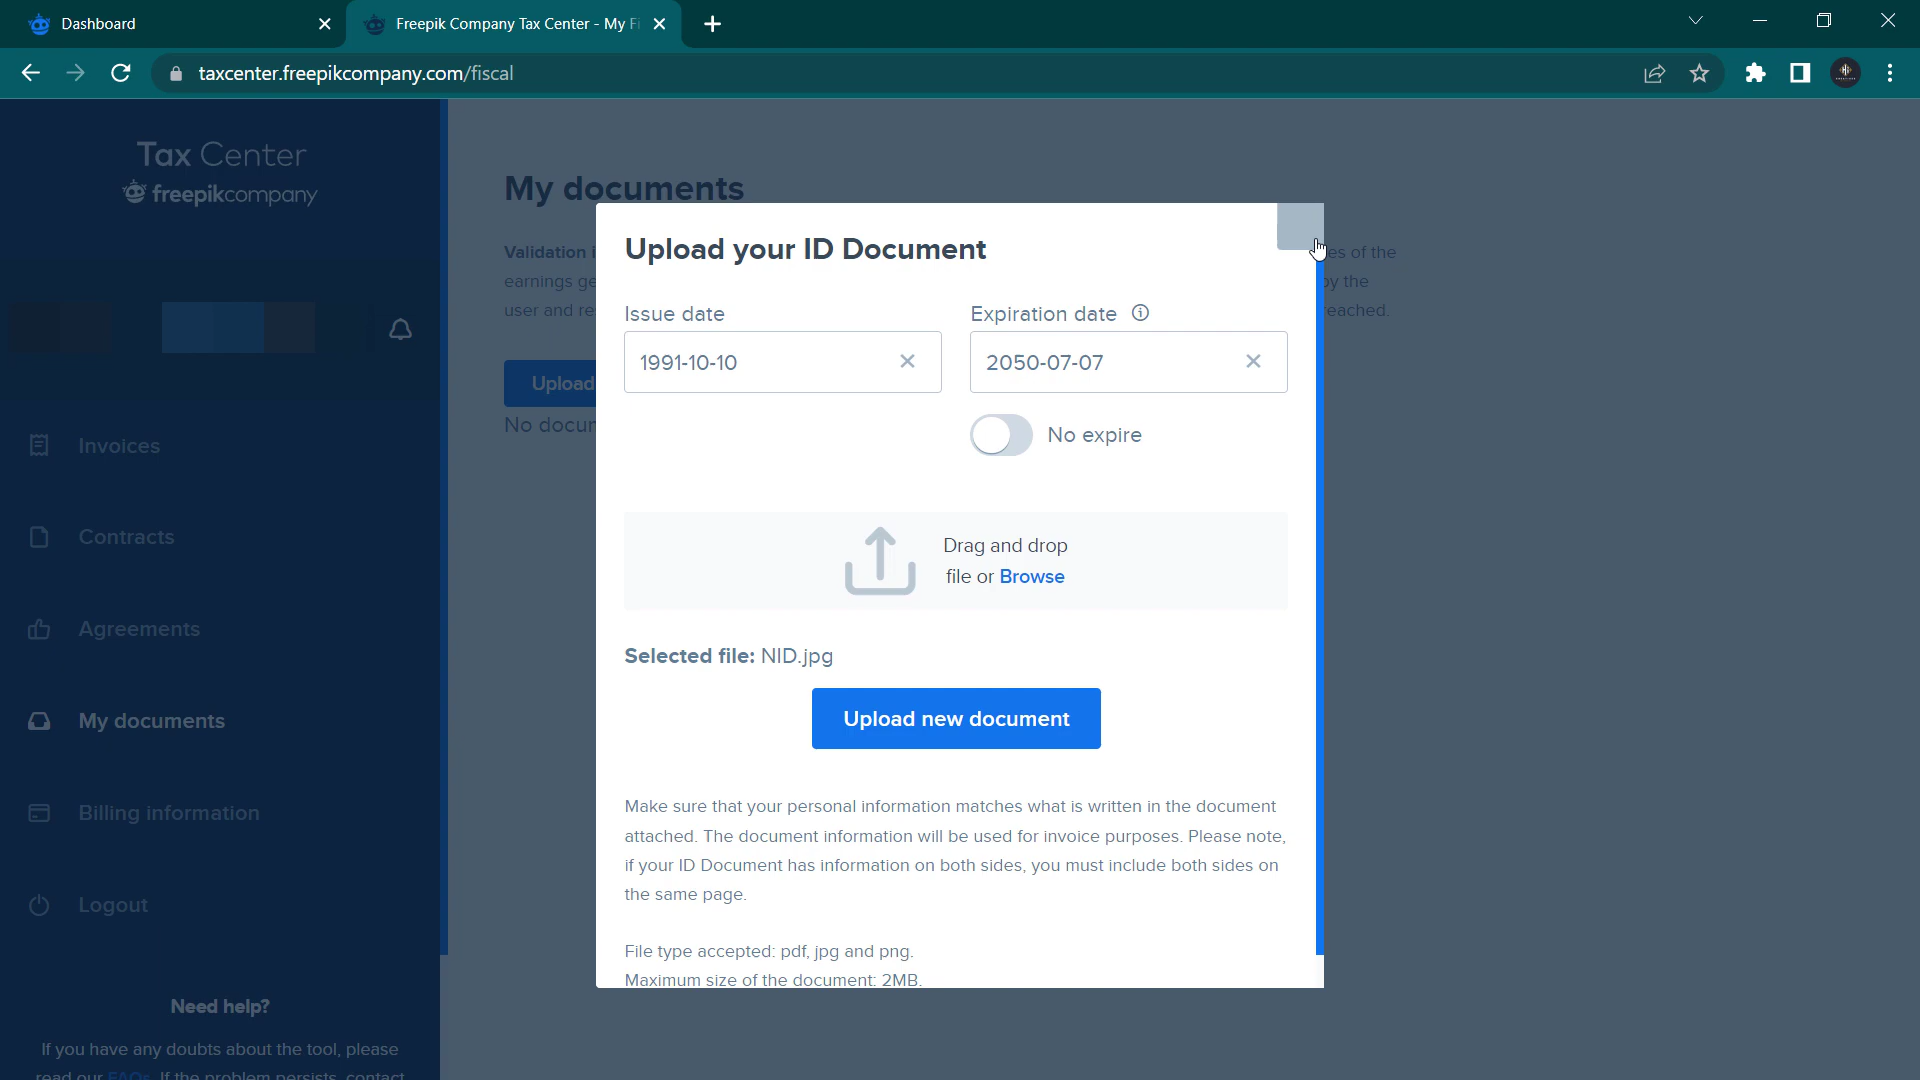 Dashboard
Freepik Company Tax Center - My Fi
taxcenter.freepikcompany.com/fiscal
Tax Center
freepikcompany
Invoices
Contracts
Agreements
My documents
Billing information
Logout
Need help?
If you have any doubts about the tool, please
read our FAQs. If the problem persists, contact
My documents
Validation i
es of the
earnings ge
by the
user and re
eached.
Upload
No docum
Upload your ID Document
Issue date
Expiration date
1991-10-10
2050-07-07
No expire
Drag and drop
file or Browse
Selected file: NID.jpg
Upload new document
Make sure that your personal information matches what is written in the document
attached. The document information will be used for invoice purposes. Please note,
if your ID Document has information on both sides, you must include both sides on
the same page.
File type accepted: pdf, jpg and png.
Maximum size of the document: 2MB.